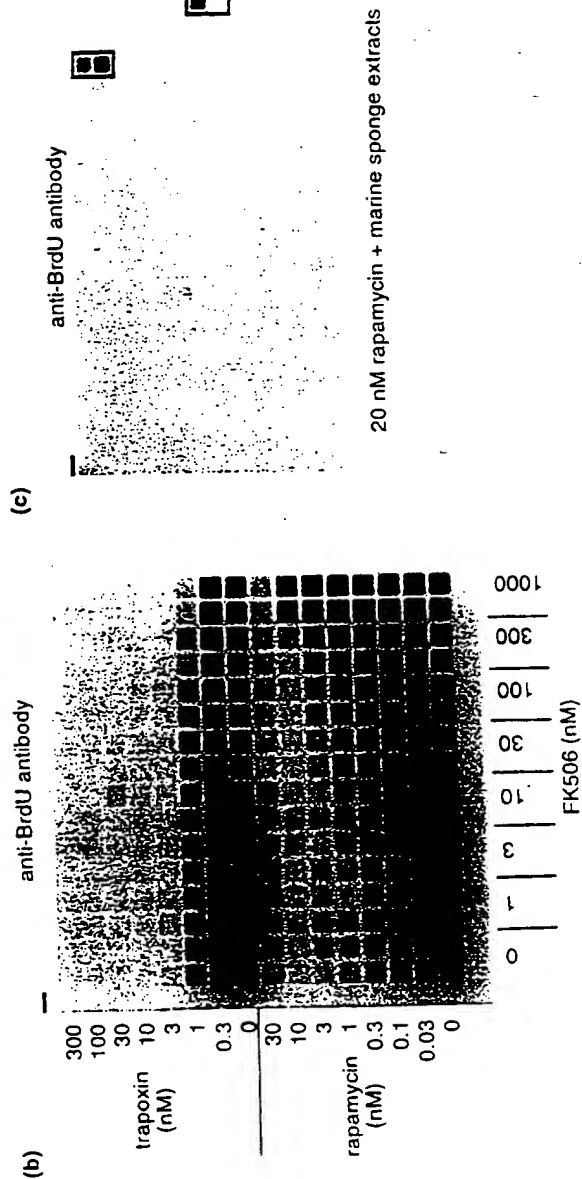 (b)
anti-BrdU antibody
300
100
30
10
3
1
0.3
0
trapoxin
(nM)
30
10
3
1
0.3
0.1
0.03
0
rapamycin
(nM)
0
1
3
10
30
100
300
1000
FK506 (nM)
(c)
anti-BrdU antibody
20 nM rapamycin + marine sponge extracts